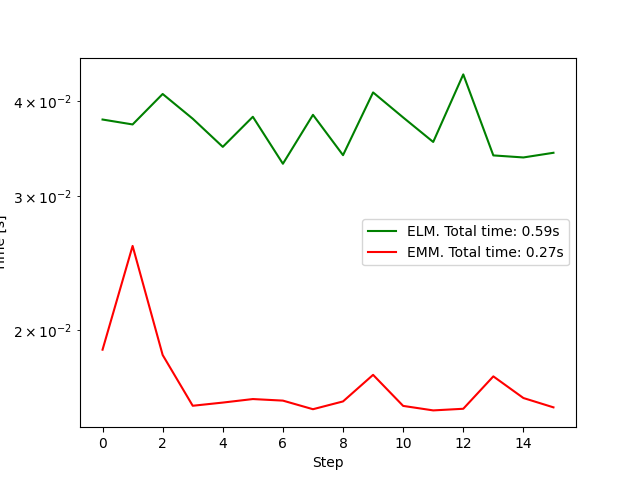 4 × 10⁻²
3 × 10⁻²
2 × 10⁻²
Time [s]
ELM. Total time: 0.59s
EMM. Total time: 0.27s
0 2 4 6 8 10 12 14
Step